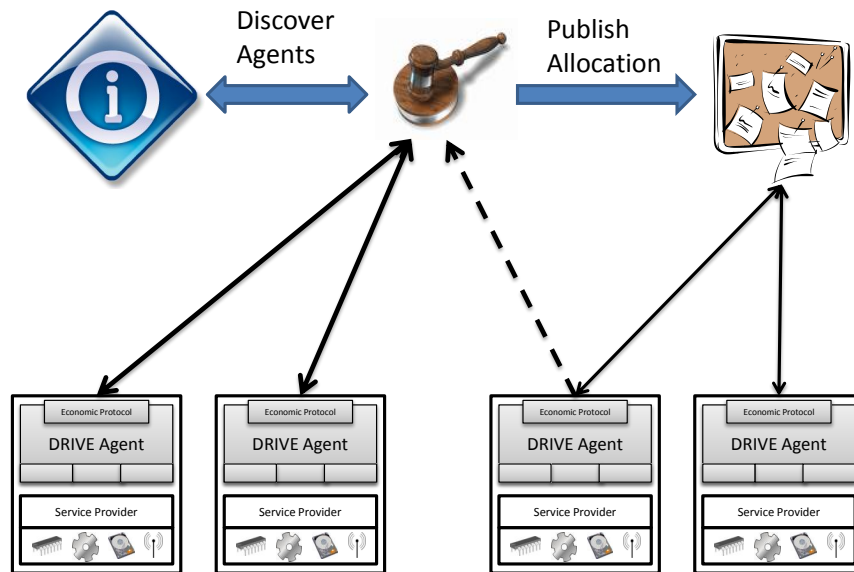 Discover
Agents
Publish
Allocation
Economic Protocol
DRIVE Agent
Service Provider
Economic Protocol
DRIVE Agent
Service Provider
Economic Protocol
DRIVE Agent
Service Provider
Economic Protocol
DRIVE Agent
Service Provider